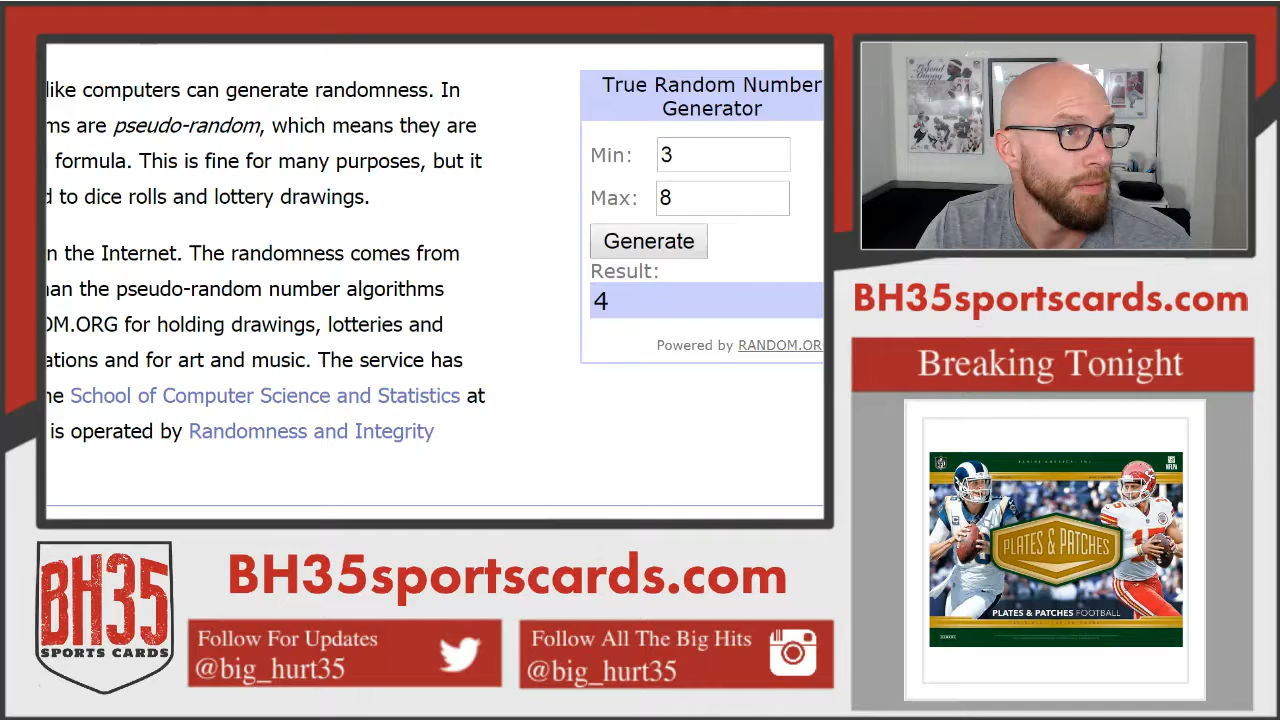 like computers can generate randomness. In
ms are pseudo-random, which means they are
formula. This is fine for many purposes, but it
d to dice rolls and lottery drawings.
n the Internet. The randomness comes from
an the pseudo-random number algorithms
OM.ORG for holding drawings, lotteries and
ations and for art and music. The service has
he School of Computer Science and Statistics at
is operated by Randomness and Integrity
True Random Number
Generator
Min: 3
Max: 8
Generate
Result:
4
Powered by RANDOM.OR
BH35sportscards.com
Breaking Tonight
PLATES & PATCHES
PLATES & PATCHES FOOTBALL
BH35
SPORTS CARDS
BH35sportscards.com
Follow For Updates
@big_hurt35
Follow All The Big Hits
@big_hurt35